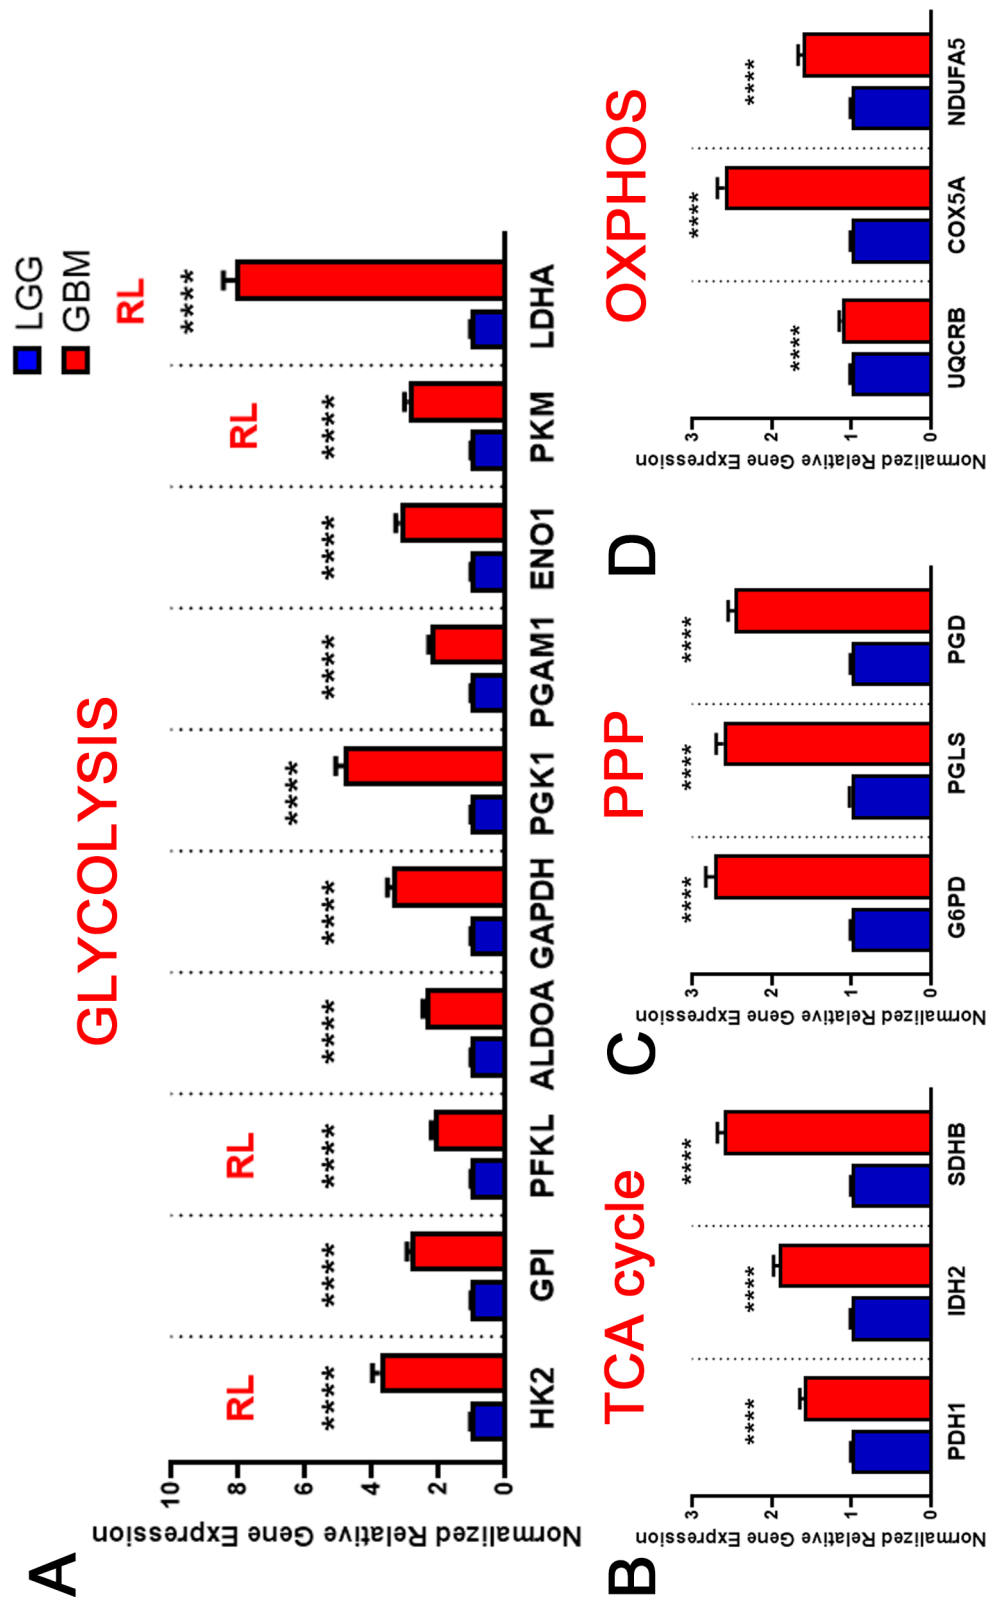 A
GLYCOLYSIS
LGG
GBM
Normalized Relative Gene Expression
10
8
6
4
2
0
RL
RL
RL
RL
****
****
****
****
****
****
****
****
****
****
HK2 GPI PFKL ALDOA GAPDH PGK1 PGAM1 ENO1 PKM LDHA
B
TCA cycle
Normalized Relative Gene Expression
3
2
1
0
****
****
****
PDH1 IDH2 SDHB
C
PPP
Normalized Relative Gene Expression
3
2
1
0
****
****
****
G6PD PGLS PGD
D
OXPHOS
Normalized Relative Gene Expression
3
2
1
0
****
****
****
UQCRB COX5A NDUFA5